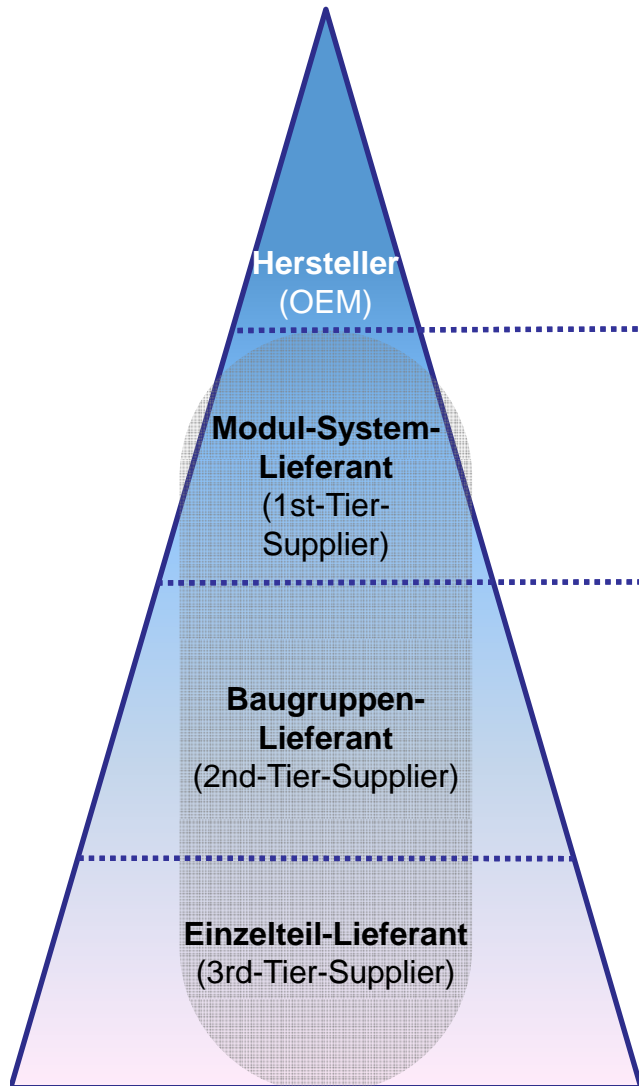 Hersteller
(OEM)
Modul-System-
Lieferant
(1st-Tier-
Supplier)
Baugruppen-
Lieferant
(2nd-Tier-Supplier)
Einzelteil-Lieferant
(3rd-Tier-Supplier)